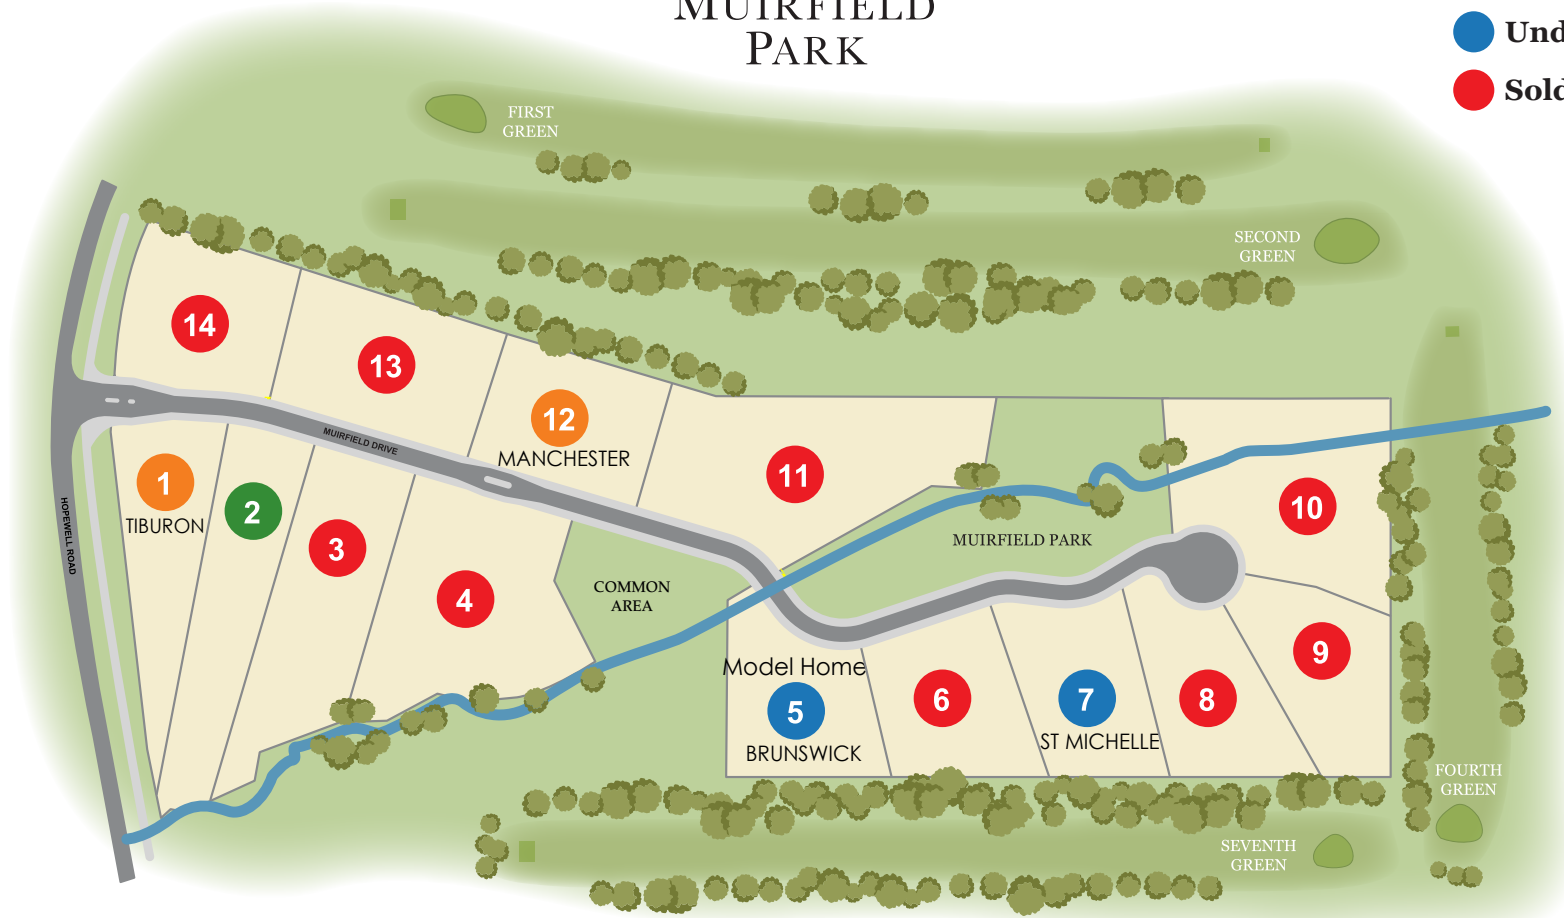 MUIRFIELD
PARK
Und
Sold
FIRST
GREEN
SECOND
GREEN
14
13
12
MANCHESTER
11
MUIRFIELD DRIVE
1
TIBURON
2
3
4
HOPEWELL ROAD
COMMON
AREA
MUIRFIELD PARK
10
9
Model Home
5
BRUNSWICK
6
7
ST MICHELLE
8
FOURTH
GREEN
SEVENTH
GREEN